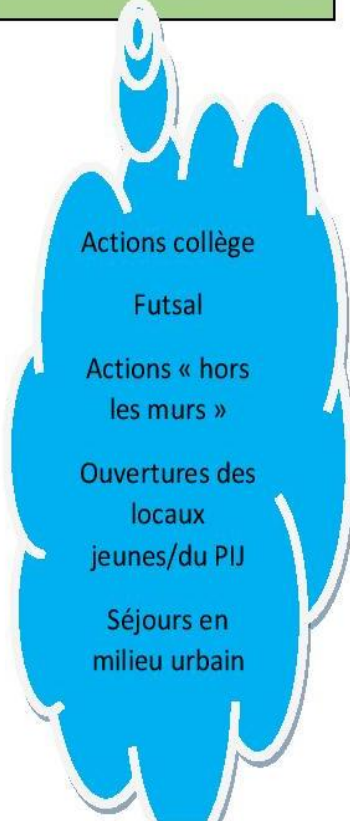 Actions collège
Futsal
Actions « hors
les murs »
Ouvertures des
locaux
jeunes/du PIJ
Séjours en
milieu urbain